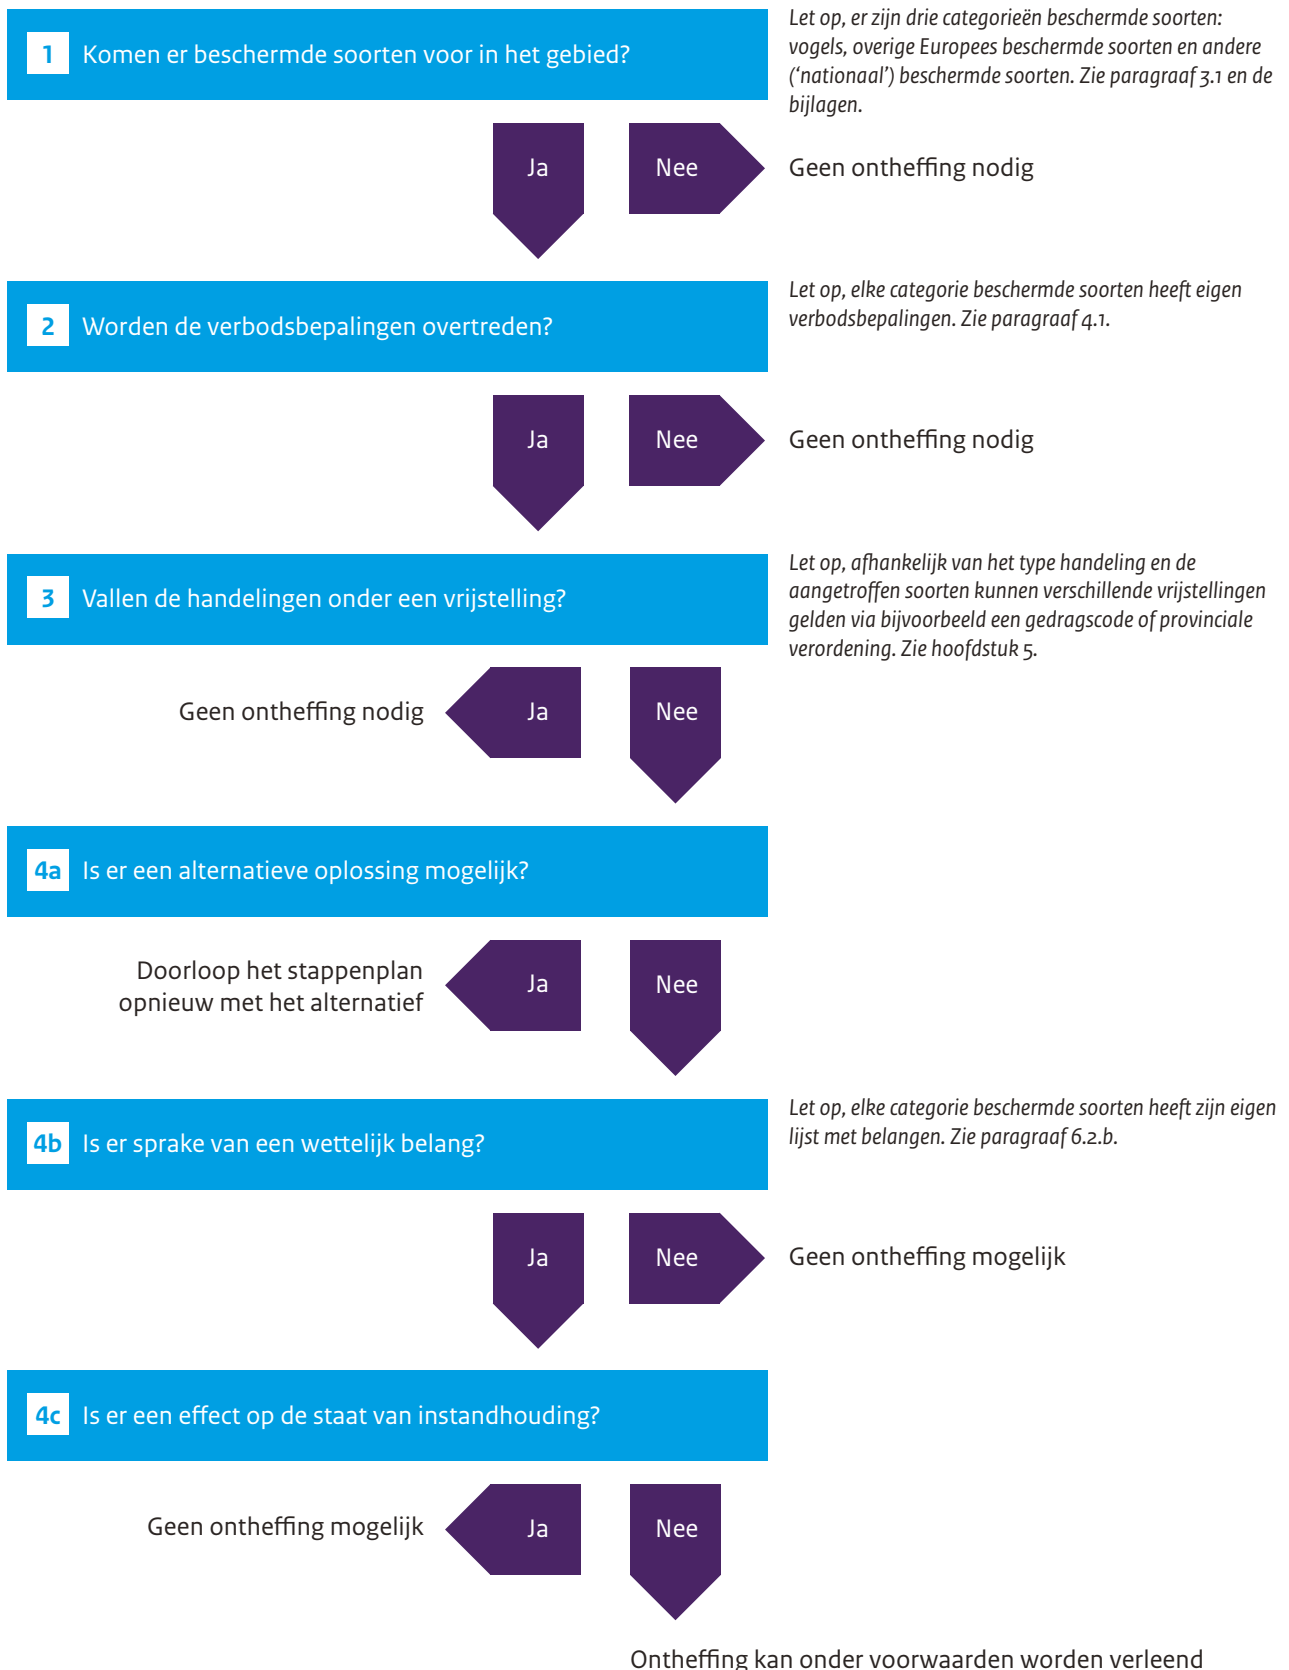 1 Komen er beschermde soorten voor in het gebied?
Let op, er zijn drie categorieën beschermde soorten:
vogels, overige Europees beschermde soorten en andere
(‘nationaal’) beschermde soorten. Zie paragraaf 3.1 en de
bijlagen.
Ja
Nee
Geen ontheffing nodig
2 Worden de verbodsbepalingen overtreden?
Let op, elke categorie beschermde soorten heeft eigen
verbodsbepalingen. Zie paragraaf 4.1.
Ja
Nee
Geen ontheffing nodig
3 Vallen de handelingen onder een vrijstelling?
Let op, afhankelijk van het type handeling en de
aangetroffen soorten kunnen verschillende vrijstellingen
gelden via bijvoorbeeld een gedragscode of provinciale
verordening. Zie hoofdstuk 5.
Geen ontheffing nodig
Ja
Nee
4a Is er een alternatieve oplossing mogelijk?
Doorloop het stappenplan
opnieuw met het alternatief
Ja
Nee
4b Is er sprake van een wettelijk belang?
Let op, elke categorie beschermde soorten heeft zijn eigen
lijst met belangen. Zie paragraaf 6.2.b.
Ja
Nee
Geen ontheffing mogelijk
4c Is er een effect op de staat van instandhouding?
Geen ontheffing mogelijk
Ja
Nee
Ontheffing kan onder voorwaarden worden verleend